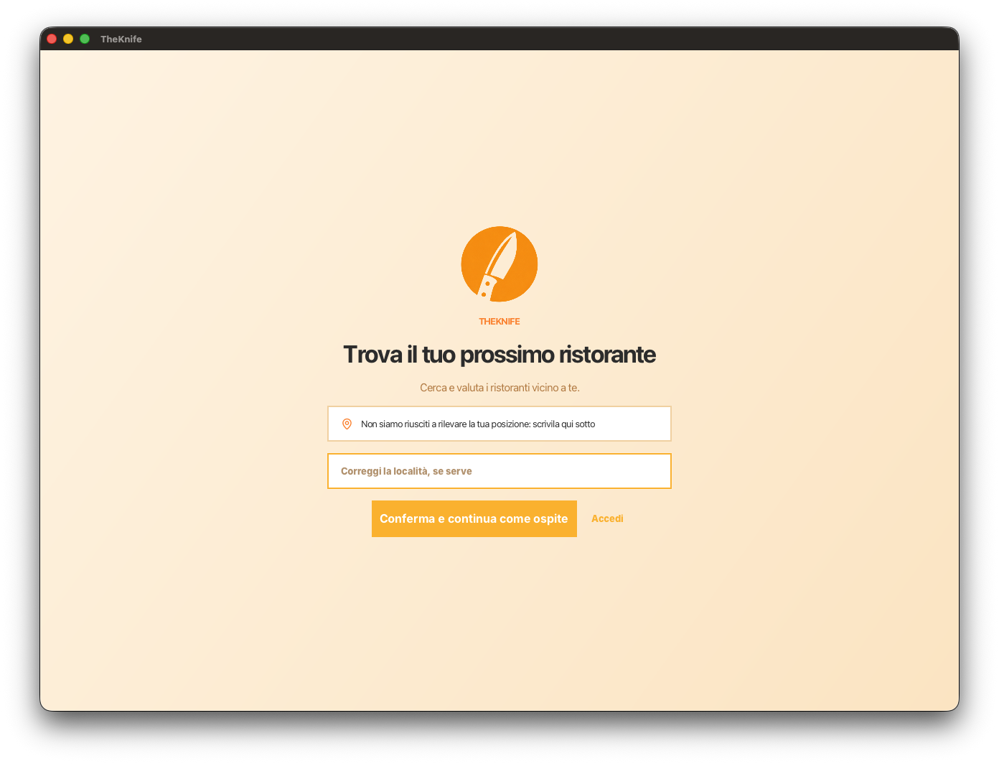 TheKnife
THEKNIFE
Trova il tuo prossimo ristorante
Cerca e valuta i ristoranti vicino a te.
Non siamo riusciti a rilevare la tua posizione: scrivila qui sotto
Correggi la località, se serve
Conferma e continua come ospite
Accedi